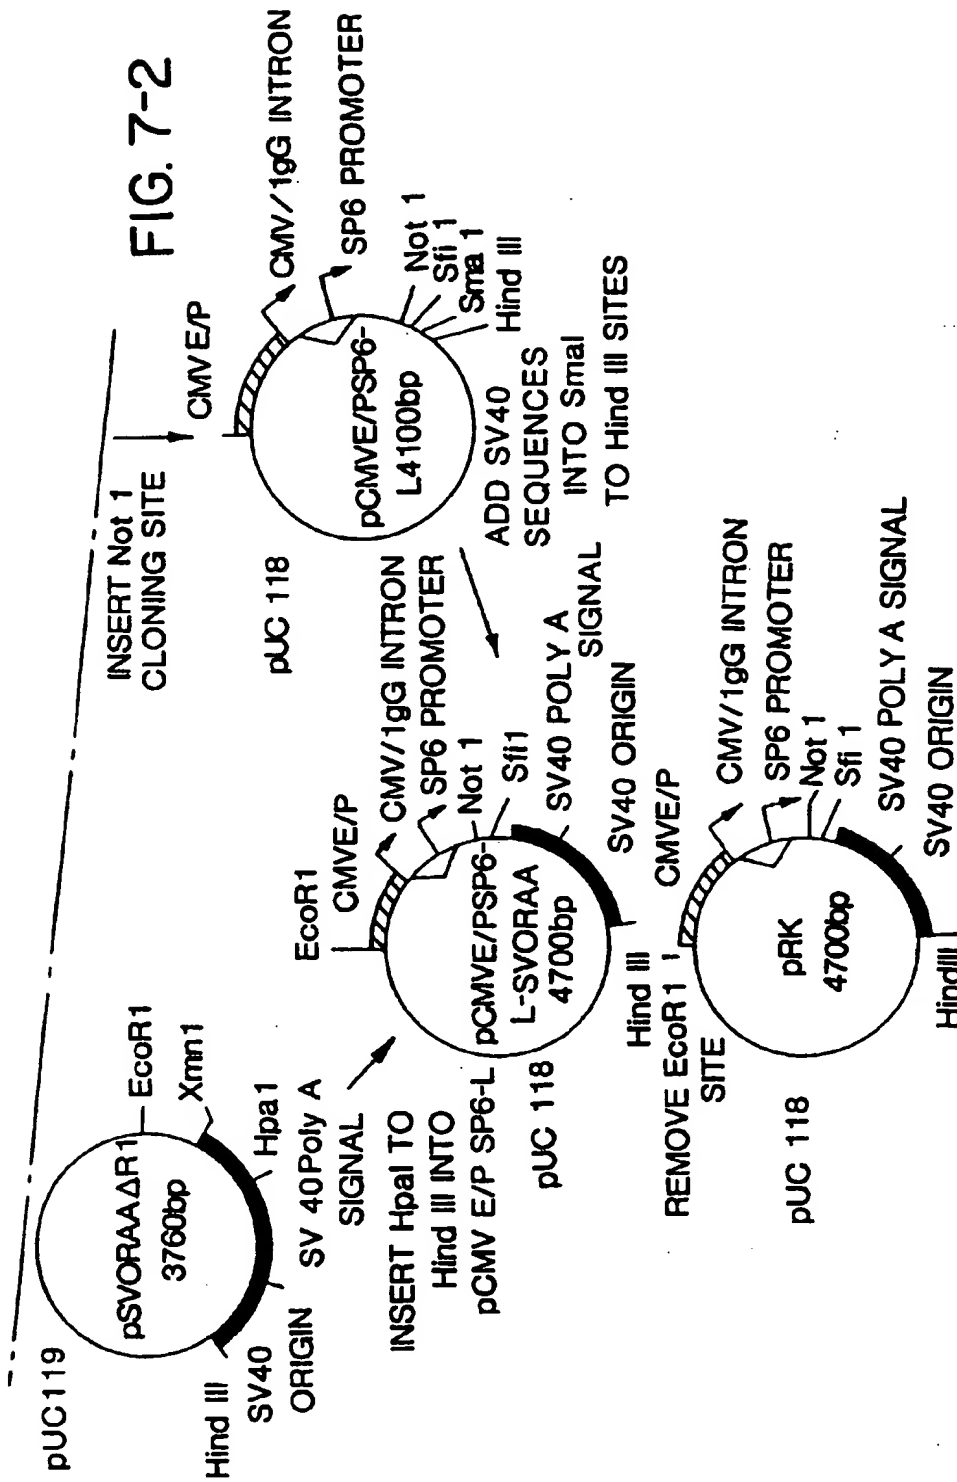 FIG. 7-2
INSERT Not 1
CLONING SITE
CMV E/P
CMV/1gG INTRON
SP6 PROMOTER
Not 1
Sfi 1
Sma 1
Hind III
pUC 118
pCMVE/PSP6-
L4100bp
ADD SV40
SEQUENCES
INTO SmaI
TO Hind III SITES
pUC119
pSVORAAΔR1
3760bp
EcoR1
Xmn1
Hpa1
SV 40Poly A
SIGNAL
SV40
ORIGIN
Hind III
INSERT HpaI TO
Hind III INTO
pCMV E/P SP6-L
EcoR1
CMVE/P
CMV/1gG INTRON
SP6 PROMOTER
Not 1
Sfi1
SV40 POLY A
SIGNAL
SV40 ORIGIN
Hind III
pUC 118
pCMVE/PSP6-
L-SVORAA
4700bp
REMOVE EcoR1
SITE
CMVE/P
CMV/1gG INTRON
SP6 PROMOTER
Not 1
Sfi 1
SV40 POLY A SIGNAL
SV40 ORIGIN
HindIII
pUC 118
pRK
4700bp